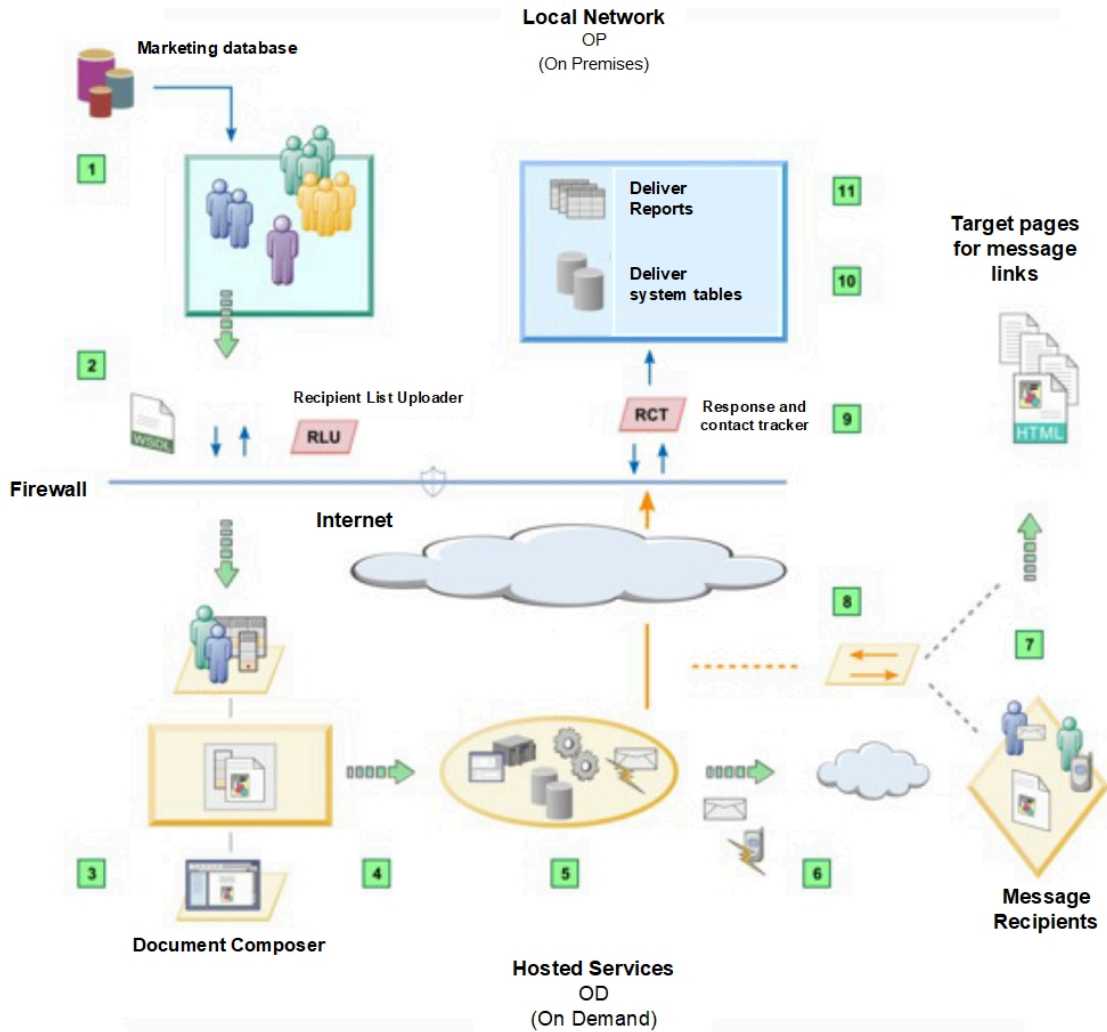 Local Network
OP
(On Premises)
Marketing database
1
Deliver
Reports
11
Target pages
for message
links
Deliver
system tables
10
2
WSDL
Recipient List Uploader
RLU
RCT
Response and
contact tracker
9
HTML
Firewall
Internet
8
7
3
4
5
6
Document Composer
Message
Recipients
Hosted Services
OD
(On Demand)